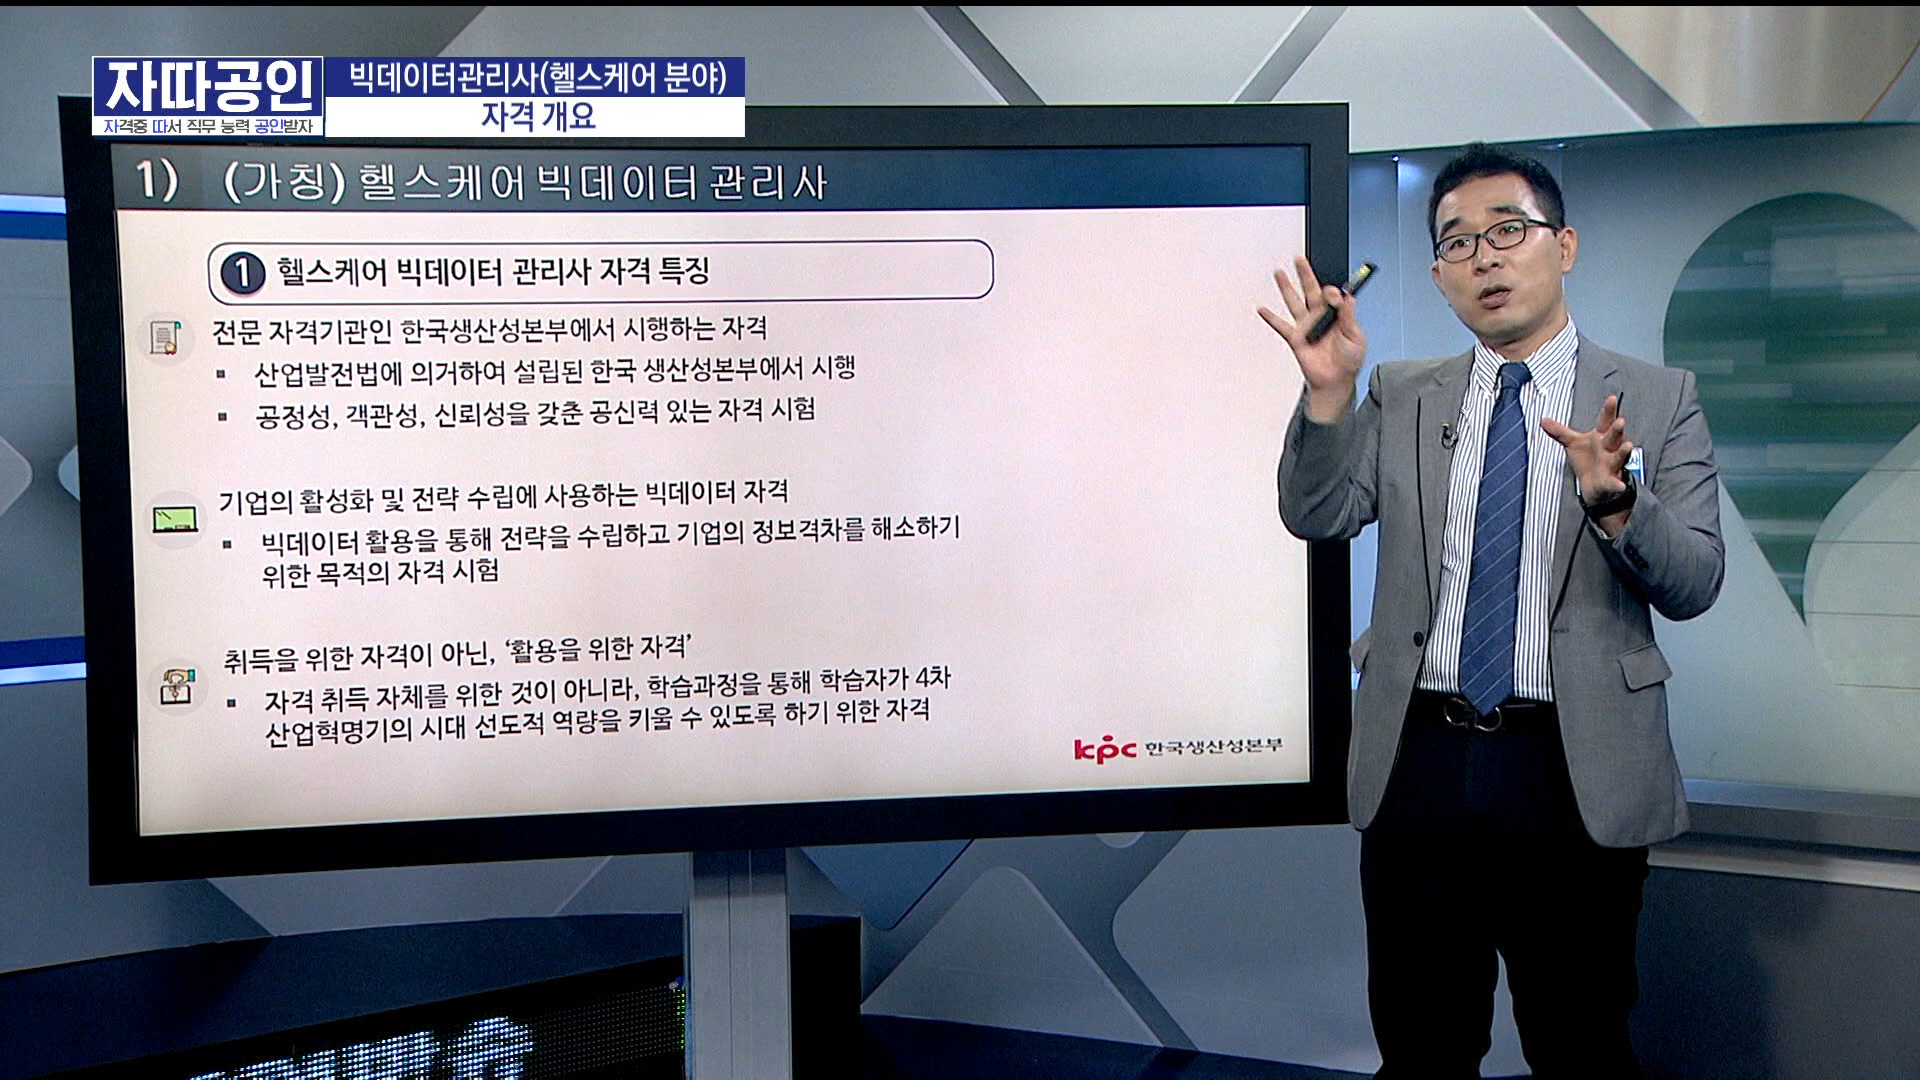 자따공인
자격증 따서 직무 능력 공인받자
빅데이터관리사(헬스케어 분야)
자격 개요
1) (가칭) 헬스케어 빅데이터 관리사
1 헬스케어 빅데이터 관리사 자격 특징
전문 자격기관인 한국생산성본부에서 시행하는 자격
▪ 산업발전법에 의거하여 설립된 한국 생산성본부에서 시행
▪ 공정성, 객관성, 신뢰성을 갖춘 공신력 있는 자격 시험
기업의 활성화 및 전략 수립에 사용하는 빅데이터 자격
▪ 빅데이터 활용을 통해 전략을 수립하고 기업의 정보격차를 해소하기
위한 목적의 자격 시험
취득을 위한 자격이 아닌, ‘활용을 위한 자격’
▪ 자격 취득 자체를 위한 것이 아니라, 학습과정을 통해 학습자가 4차
산업혁명기의 시대 선도적 역량을 키울 수 있도록 하기 위한 자격
kpc 한국생산성본부